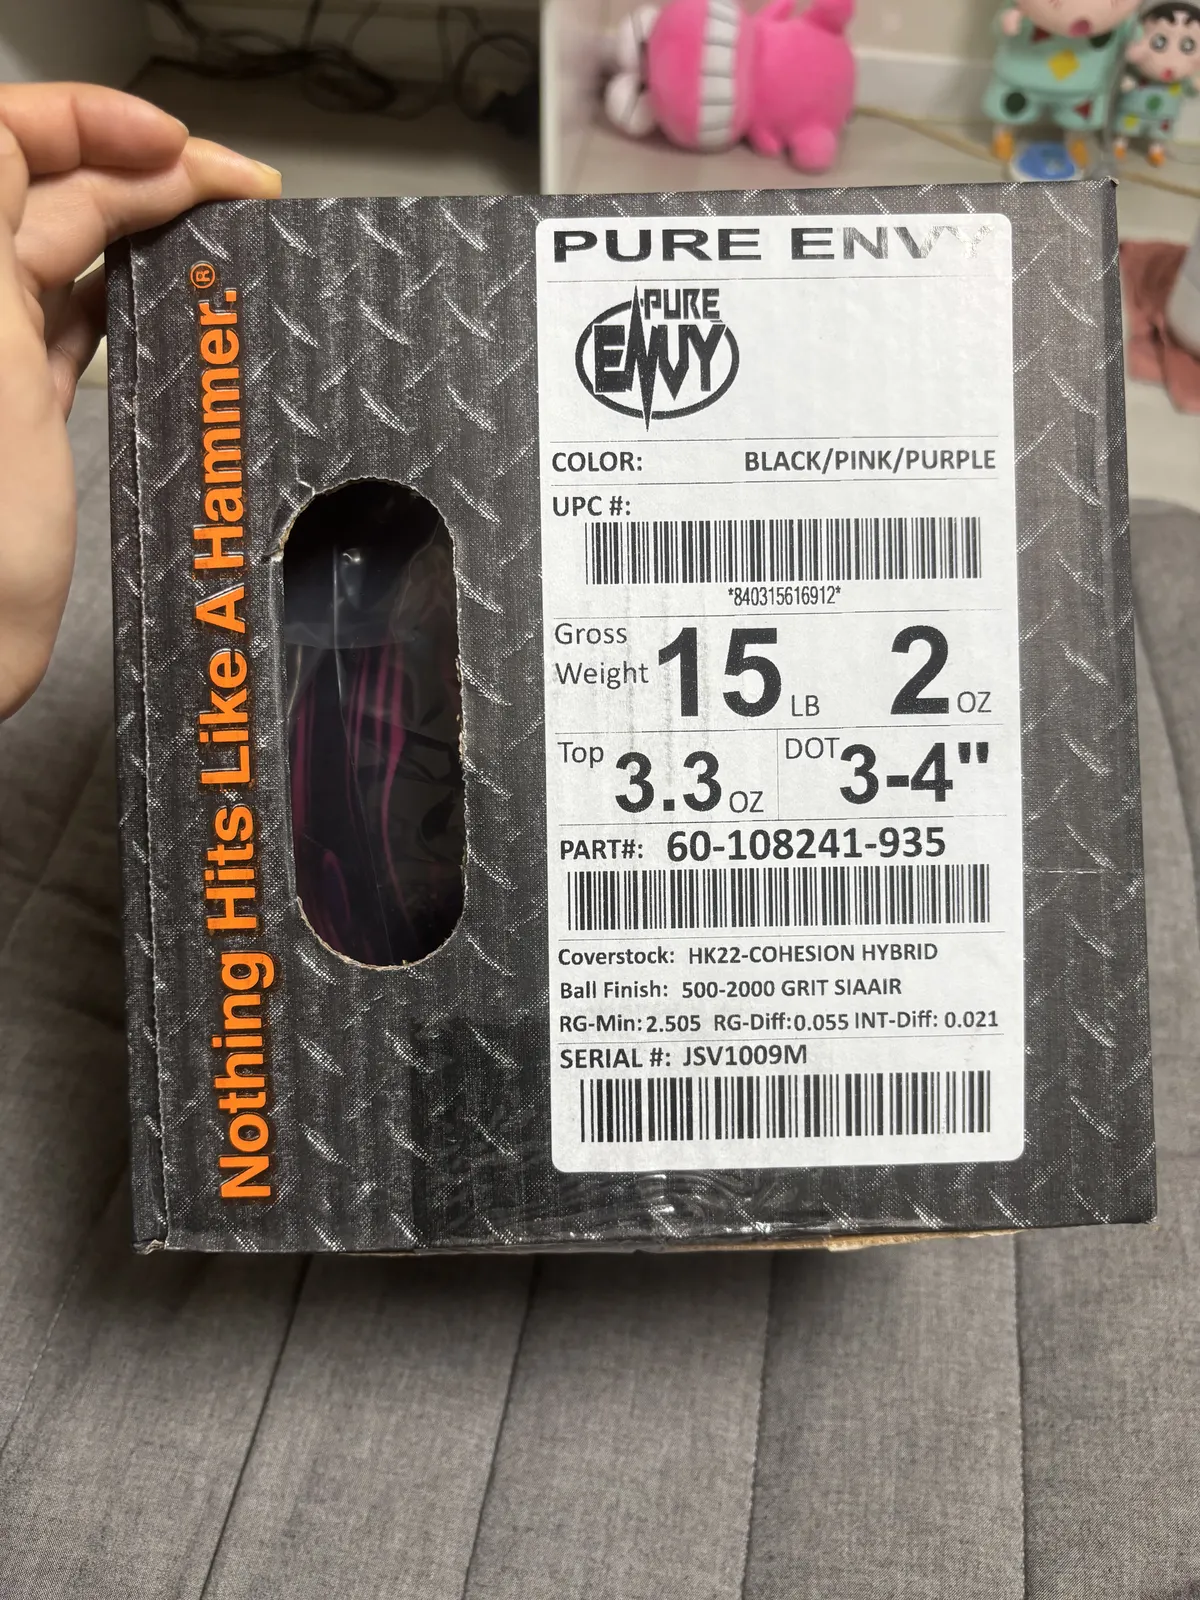 Nothing Hits Like A Hammer.®
PURE ENVY
PURE
ENVY
COLOR: BLACK/PINK/PURPLE
UPC #:
*840315616912*
Gross
Weight 15 LB 2 OZ
Top 3.3 OZ DOT 3-4"
PART#: 60-108241-935
Coverstock: HK22-COHESION HYBRID
Ball Finish: 500-2000 GRIT SIAAIR
RG-Min: 2.505 RG-Diff: 0.055 INT-Diff: 0.021
SERIAL #: JSV1009M